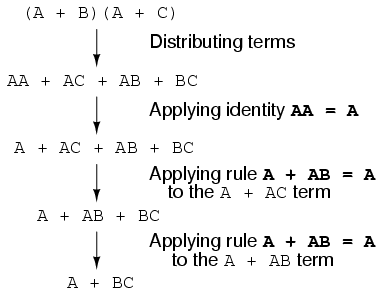 (A + B)(A + C)
Distributing terms
AA + AC + AB + BC
Applying identity AA = A
A + AC + AB + BC
Applying rule A + AB = A
to the A + AC term
A + AB + BC
Applying rule A + AB = A
to the A + AB term
A + BC